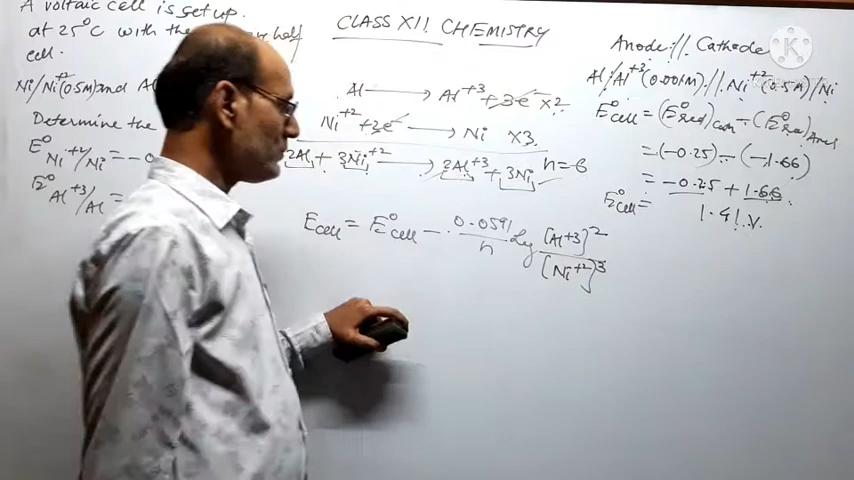 A voltaic cell is set up.
at 25°C with the half
cell.
Ni/Ni+2(0.5M) and Al
Determine the
E° Ni+2/Ni = -0
E° Al+3/Al =
CLASS XII CHEMISTRY
Al → Al+3 + 3e × 2
Ni+2 + 3e → Ni × 3
2Al + 3Ni+2 → 2Al+3 + 3Ni n=6
Ecell = E°cell - 0.0591/n Log [Al+3]2/[Ni+2]3
Anode // Cathode
Al/Al+3(0.001M) // Ni+2(0.5M)/Ni
E°cell = (E°red)Cath - (E°red)Anod
= (-0.25) - (-1.66)
= -0.25 + 1.66
E°cell = 1.41 V.
K
KINEMASTER